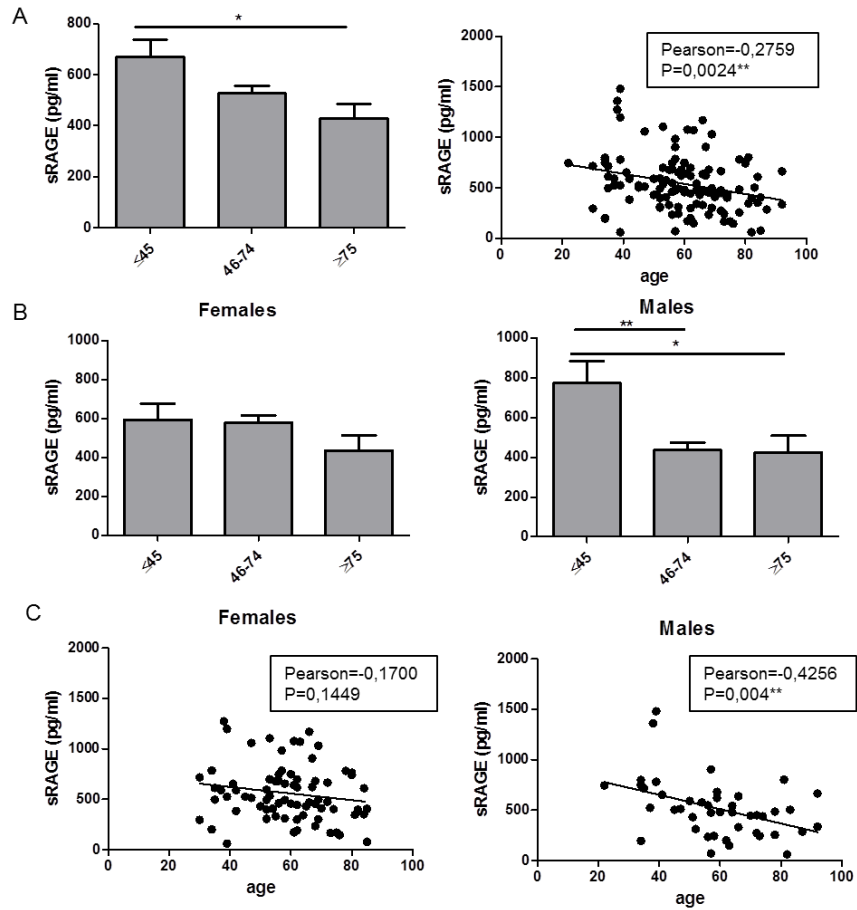 A
800
600
400
200
0
sRAGE (pg/ml)
*
≤45
46-74
≥75
Pearson=-0,2759
P=0,0024**
2000
1500
1000
500
0
sRAGE (pg/ml)
0 20 40 60 80 100
age
B
Females
1000
800
600
400
200
0
sRAGE (pg/ml)
≤45
46-74
≥75
Males
**
*
1000
800
600
400
200
0
sRAGE (pg/ml)
≤45
46-74
≥75
C
Females
Pearson=-0,1700
P=0,1449
2000
1500
1000
500
0
sRAGE (pg/ml)
0 20 40 60 80 100
age
Males
Pearson=-0,4256
P=0,004**
2000
1500
1000
500
0
sRAGE (pg/ml)
0 20 40 60 80 100
age